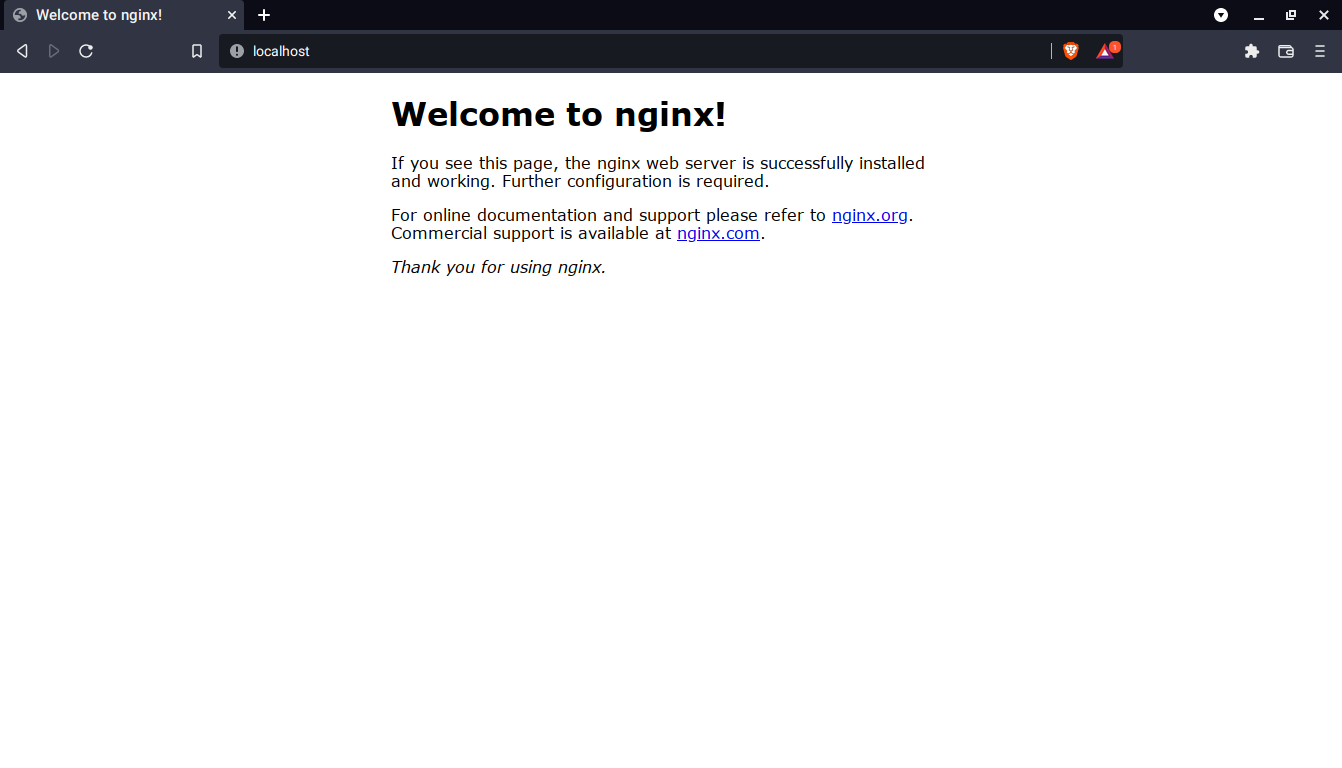 Welcome to nginx!
localhost
1
Welcome to nginx!
If you see this page, the nginx web server is successfully installed
and working. Further configuration is required.
For online documentation and support please refer to nginx.org.
Commercial support is available at nginx.com.
Thank you for using nginx.